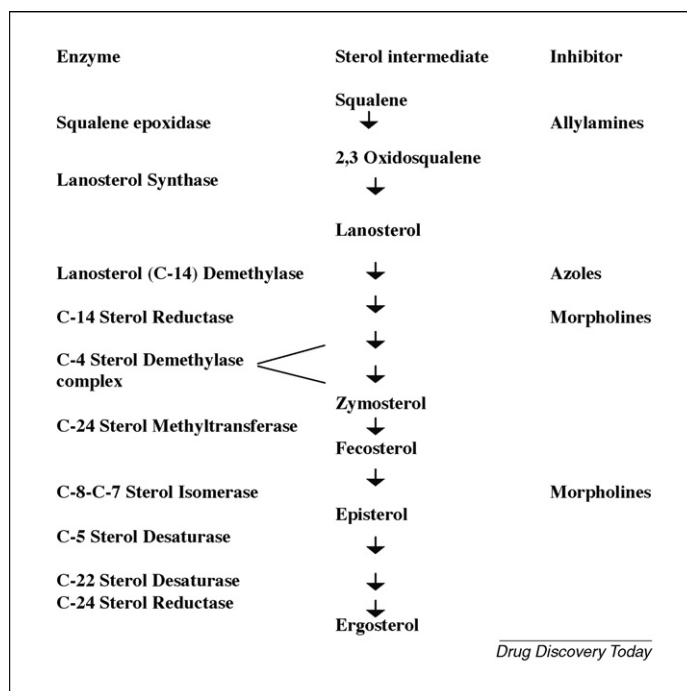 Enzyme Sterol intermediate Inhibitor
Squalene
Squalene epoxidase Allylamines
2,3 Oxidosqualene
Lanosterol Synthase
Lanosterol
Lanosterol (C-14) Demethylase Azoles
C-14 Sterol Reductase Morpholines
C-4 Sterol Demethylase
complex
Zymosterol
C-24 Sterol Methyltransferase
Fecosterol
C-8-C-7 Sterol Isomerase Morpholines
Episterol
C-5 Sterol Desaturase
C-22 Sterol Desaturase
C-24 Sterol Reductase
Ergosterol
Drug Discovery Today